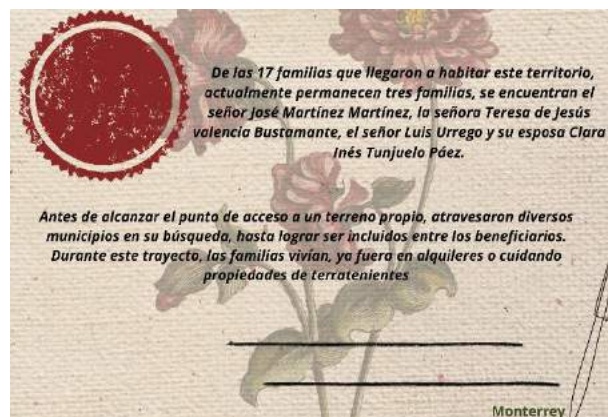 De las 17 familias que llegaron a habitar este territorio,
actualmente permanecen tres familias, se encuentran el
señor José Martínez Martínez, la señora Teresa de Jesús
valencia Bustamante, el señor Luis Urrego y su esposa Clara
Inés Tunjuelo Páez.
Antes de alcanzar el punto de acceso a un terreno propio, atravesaron diversos
municipios en su búsqueda, hasta lograr ser incluidos entre los beneficiarios.
Durante este trayecto, las familias vivían, ya fuera en alquileres o cuidando
propiedades de terratenientes
Monterrey